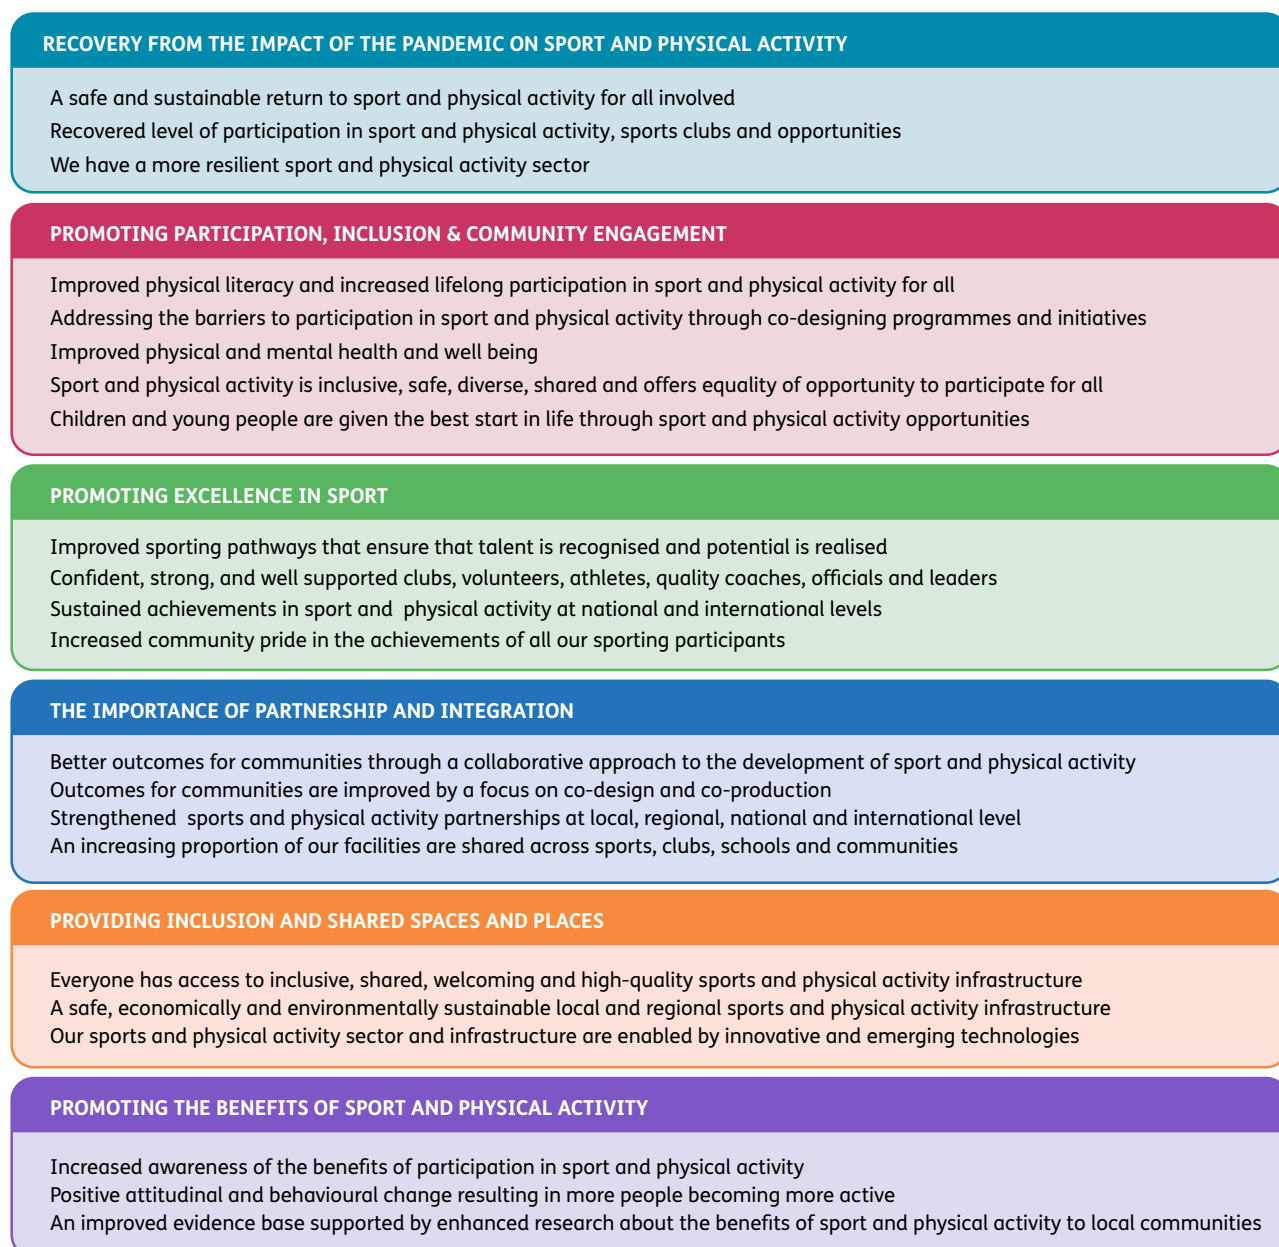 RECOVERY FROM THE IMPACT OF THE PANDEMIC ON SPORT AND PHYSICAL ACTIVITY
A safe and sustainable return to sport and physical activity for all involved
Recovered level of participation in sport and physical activity, sports clubs and opportunities
We have a more resilient sport and physical activity sector
PROMOTING PARTICIPATION, INCLUSION & COMMUNITY ENGAGEMENT
Improved physical literacy and increased lifelong participation in sport and physical activity for all
Addressing the barriers to participation in sport and physical activity through co-designing programmes and initiatives
Improved physical and mental health and well being
Sport and physical activity is inclusive, safe, diverse, shared and offers equality of opportunity to participate for all
Children and young people are given the best start in life through sport and physical activity opportunities
PROMOTING EXCELLENCE IN SPORT
Improved sporting pathways that ensure that talent is recognised and potential is realised
Confident, strong, and well supported clubs, volunteers, athletes, quality coaches, officials and leaders
Sustained achievements in sport and  physical activity at national and international levels
Increased community pride in the achievements of all our sporting participants
THE IMPORTANCE OF PARTNERSHIP AND INTEGRATION
Better outcomes for communities through a collaborative approach to the development of sport and physical activity
Outcomes for communities are improved by a focus on co-design and co-production
Strengthened  sports and physical activity partnerships at local, regional, national and international level
An increasing proportion of our facilities are shared across sports, clubs, schools and communities
PROVIDING INCLUSION AND SHARED SPACES AND PLACES
Everyone has access to inclusive, shared, welcoming and high-quality sports and physical activity infrastructure
A safe, economically and environmentally sustainable local and regional sports and physical activity infrastructure
Our sports and physical activity sector and infrastructure are enabled by innovative and emerging technologies
PROMOTING THE BENEFITS OF SPORT AND PHYSICAL ACTIVITY
Increased awareness of the benefits of participation in sport and physical activity
Positive attitudinal and behavioural change resulting in more people becoming more active
An improved evidence base supported by enhanced research about the benefits of sport and physical activity to local communities